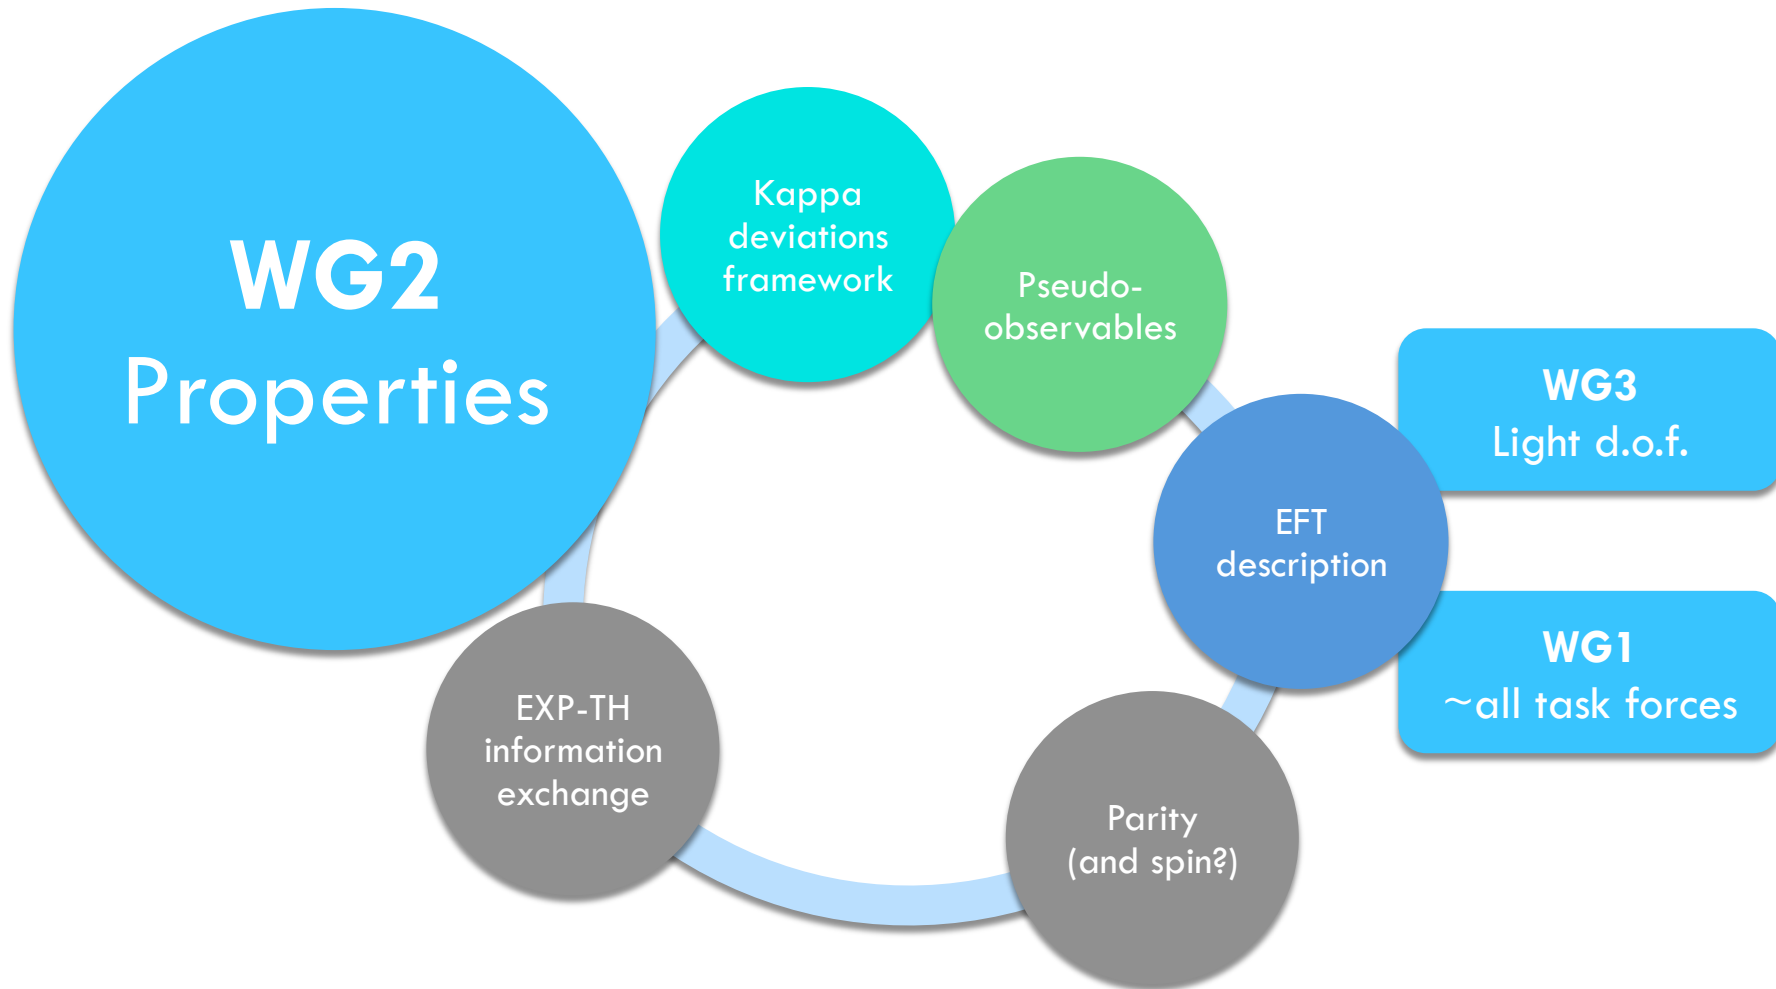 WG2
Properties
Kappa
deviations
framework
Pseudo-
observables
EFT
description
WG3
Light d.o.f.
WG1
~all task forces
Parity
(and spin?)
EXP-TH
information
exchange